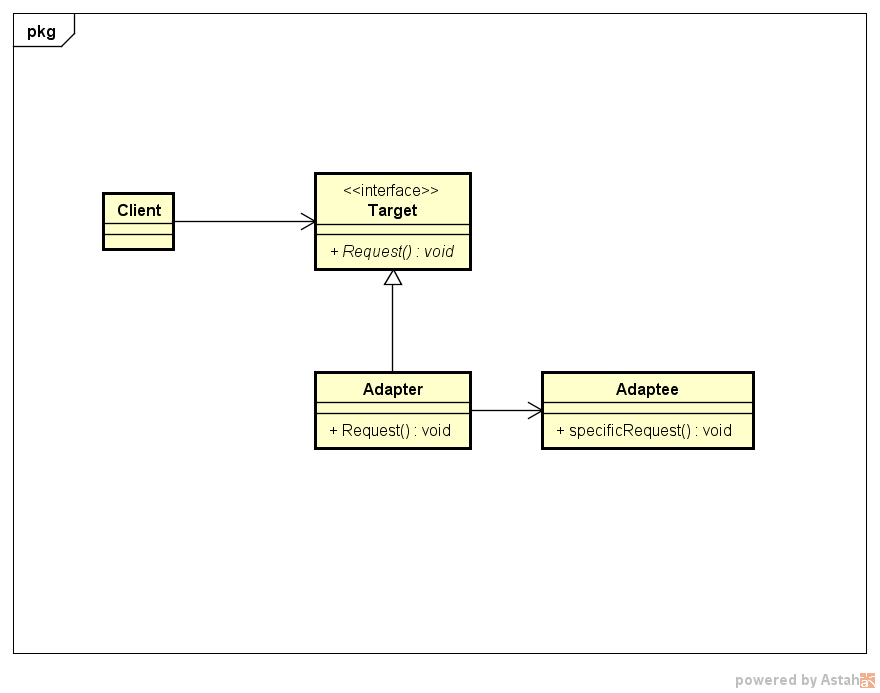 pkg
Client
<<interface>>
Target
+ Request() : void
Adapter
+ Request() : void
Adaptee
+ specificRequest() : void
powered by Astah